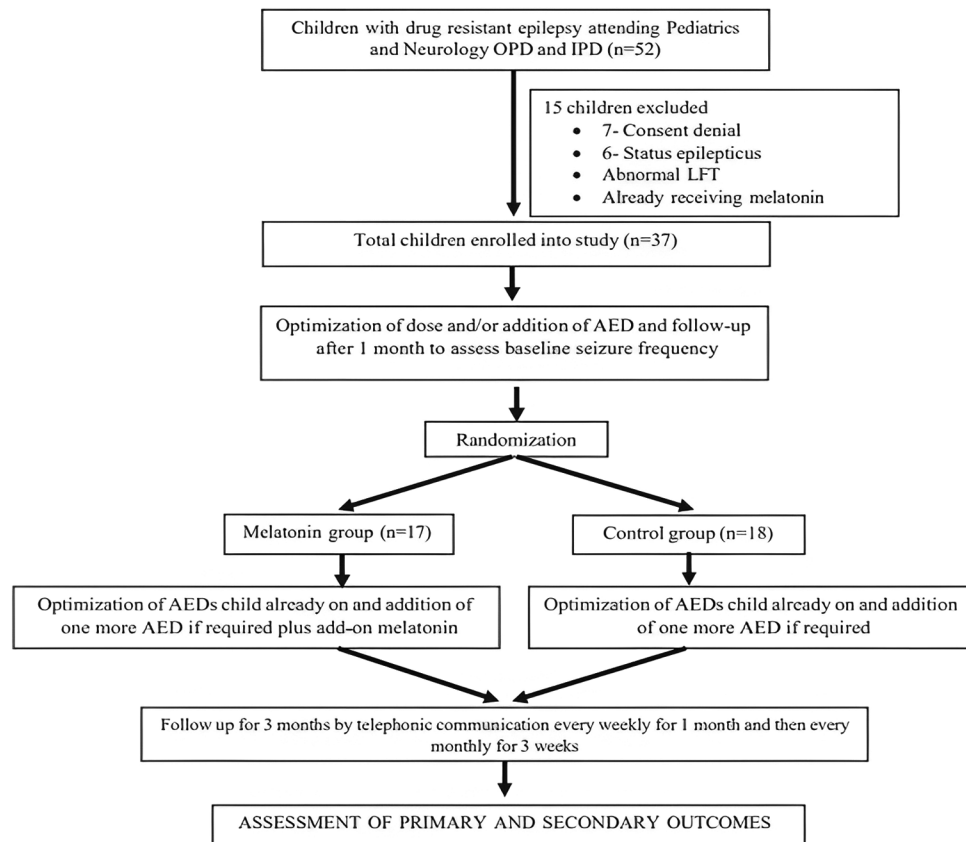 Children with drug resistant epilepsy attending Pediatrics
and Neurology OPD and IPD (n=52)
15 children excluded
• 7- Consent denial
• 6- Status epilepticus
• Abnormal LFT
• Already receiving melatonin
Total children enrolled into study (n=37)
Optimization of dose and/or addition of AED and follow-up
after 1 month to assess baseline seizure frequency
Randomization
Melatonin group (n=17)
Control group (n=18)
Optimization of AEDs child already on and addition of
one more AED if required plus add-on melatonin
Optimization of AEDs child already on and addition
of one more AED if required
Follow up for 3 months by telephonic communication every weekly for 1 month and then every
monthly for 3 weeks
ASSESSMENT OF PRIMARY AND SECONDARY OUTCOMES